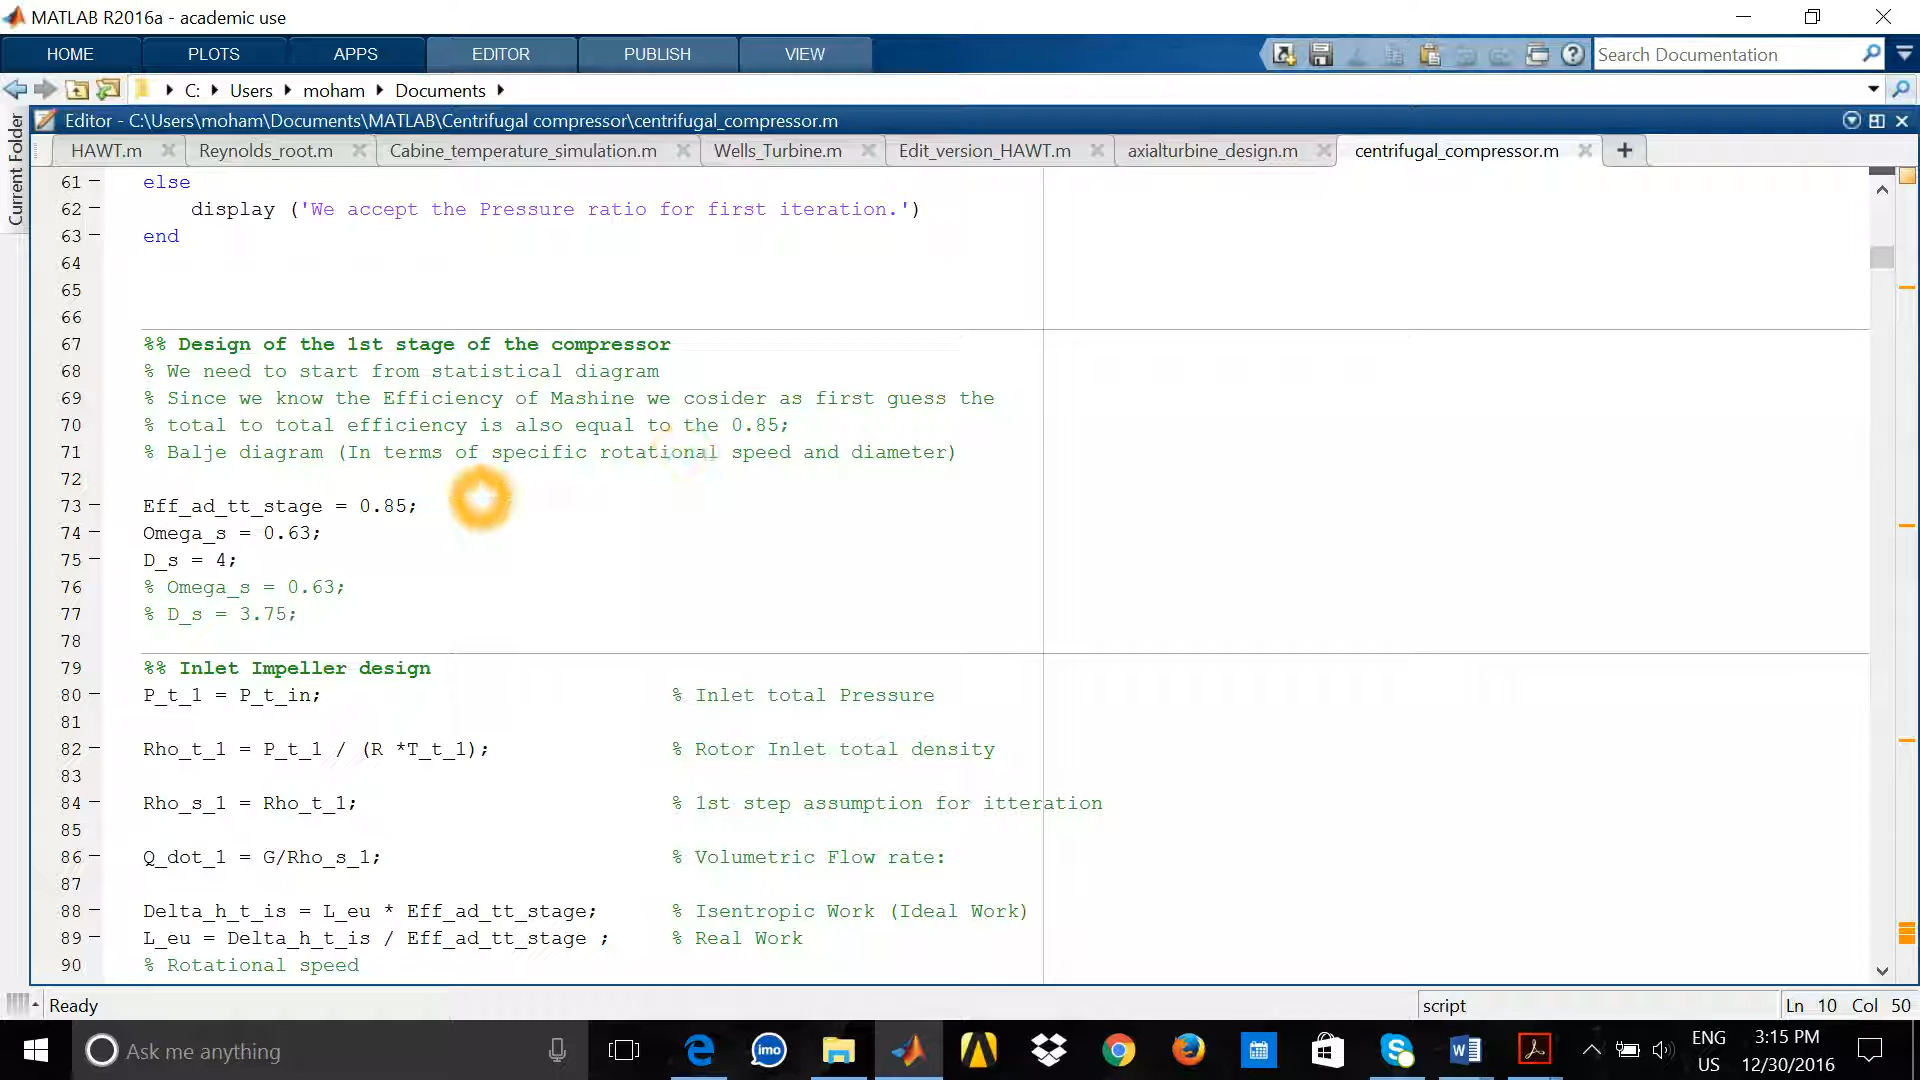 MATLAB R2016a - academic use
HOME PLOTS APPS EDITOR PUBLISH VIEW Search Documentation
C: Users moham Documents
Current Folder
Editor - C:\Users\moham\Documents\MATLAB\Centrifugal compressor\centrifugal_compressor.m
HAWT.m Reynolds_root.m Cabine_temperature_simulation.m Wells_Turbine.m Edit_version_HAWT.m axialturbine_design.m centrifugal_compressor.m
61 else
62 display ('We accept the Pressure ratio for first iteration.')
63 end
64
65
66
67 %% Design of the 1st stage of the compressor
68 % We need to start from statistical diagram
69 % Since we know the Efficiency of Mashine we cosider as first guess the
70 % total to total efficiency is also equal to the 0.85;
71 % Balje diagram (In terms of specific rotational speed and diameter)
72
73 Eff_ad_tt_stage = 0.85;
74 Omega_s = 0.63;
75 D_s = 4;
76 % Omega_s = 0.63;
77 % D_s = 3.75;
78
79 %% Inlet Impeller design
80 P_t_1 = P_t_in; % Inlet total Pressure
81
82 Rho_t_1 = P_t_1 / (R *T_t_1); % Rotor Inlet total density
83
84 Rho_s_1 = Rho_t_1; % 1st step assumption for itteration
85
86 Q_dot_1 = G/Rho_s_1; % Volumetric Flow rate:
87
88 Delta_h_t_is = L_eu * Eff_ad_tt_stage; % Isentropic Work (Ideal Work)
89 L_eu = Delta_h_t_is / Eff_ad_tt_stage ; % Real Work
90 % Rotational speed
Ready script Ln 10 Col 50
Ask me anything imo ENG US 3:15 PM 12/30/2016